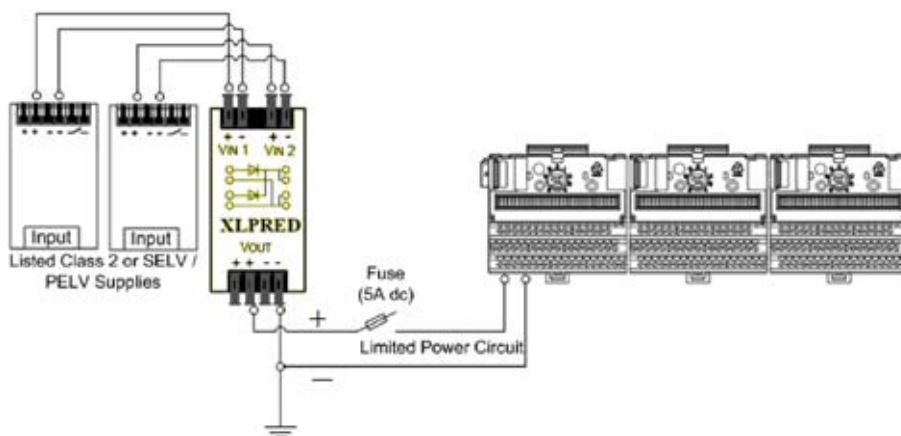 + + - -
+ + - -
+ - + -
VIN 1 VIN 2
XLPRED
VOUT
+ + - -
Input
Input
Listed Class 2 or SELV /
PELV Supplies
Fuse
(5A dc)
+
Limited Power Circuit
−